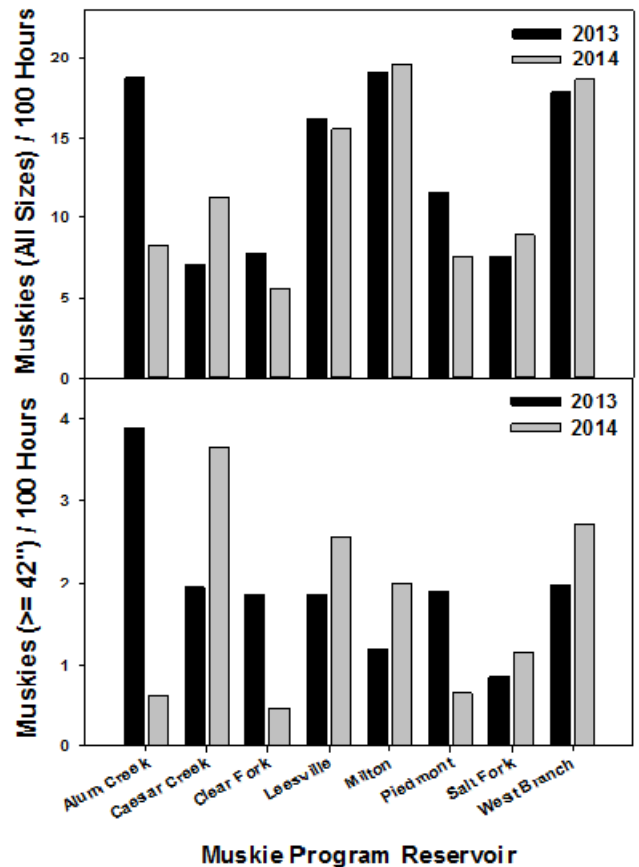 Muskies (All Sizes) / 100 Hours
20
15
10
5
0
2013
2014
Muskies (>= 42") / 100 Hours
4
3
2
1
0
2013
2014
Alum Creek
Caesar Creek
Clear Fork
Leesville
Milton
Piedmont
Salt Fork
West Branch
Muskie Program Reservoir